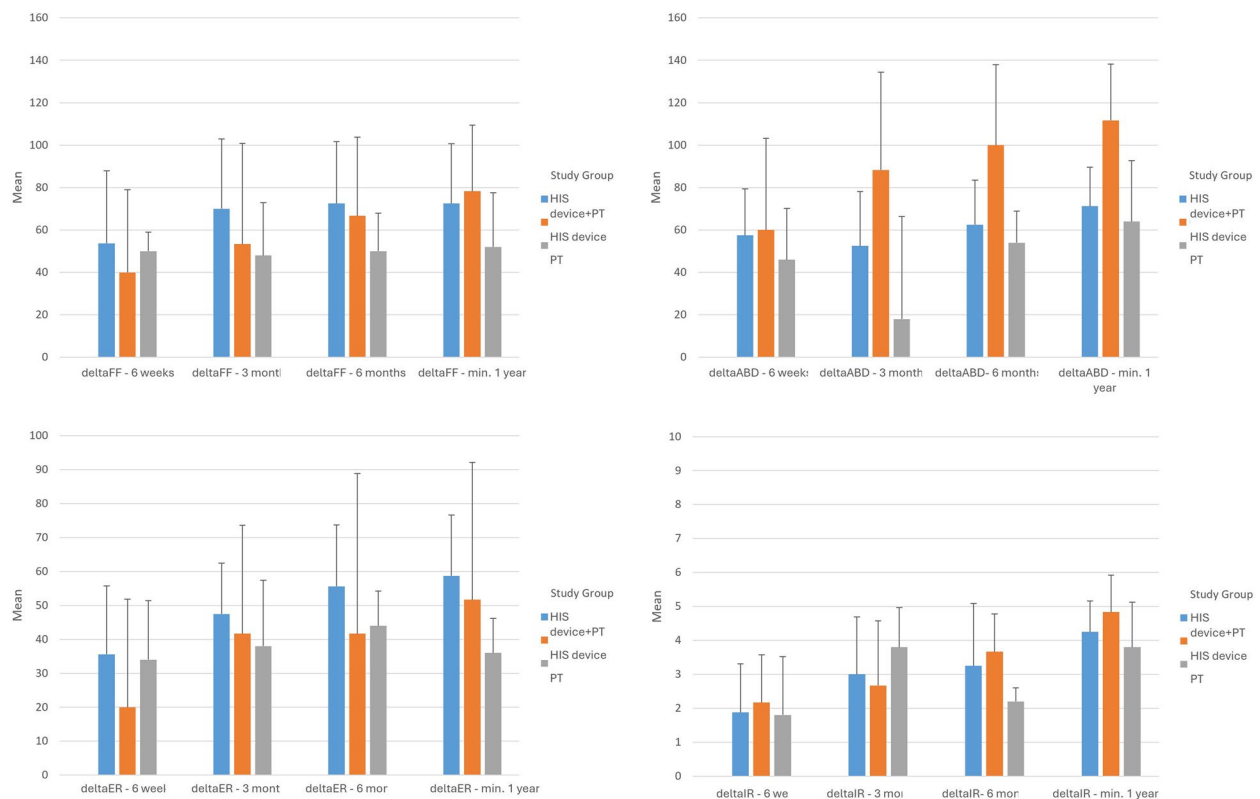 160
140
120
100
80
60
40
20
0
Mean
deltaFF - 6 weeks
deltaFF - 3 montl
deltaFF - 6 months
deltaFF - min. 1 year
Study Group
HIS
device+PT
HIS device
PT
160
140
120
100
80
60
40
20
0
Mean
deltaABD - 6 weeks
deltaABD - 3 month
deltaABD- 6 months
deltaABD - min. 1
year
Study Group
HIS
device+PT
HIS device
PT
100
90
80
70
60
50
40
30
20
10
0
Mean
deltaER - 6 weel
deltaER - 3 mont
deltaER - 6 mor
deltaER - min. 1 year
Study Group
HIS
device+PT
HIS device
PT
10
9
8
7
6
5
4
3
2
1
0
Mean
deltaIR - 6 we
deltaIR - 3 moi
deltaIR- 6 mon
deltaIR - min. 1 year
Study Group
HIS
device+PT
HIS device
PT